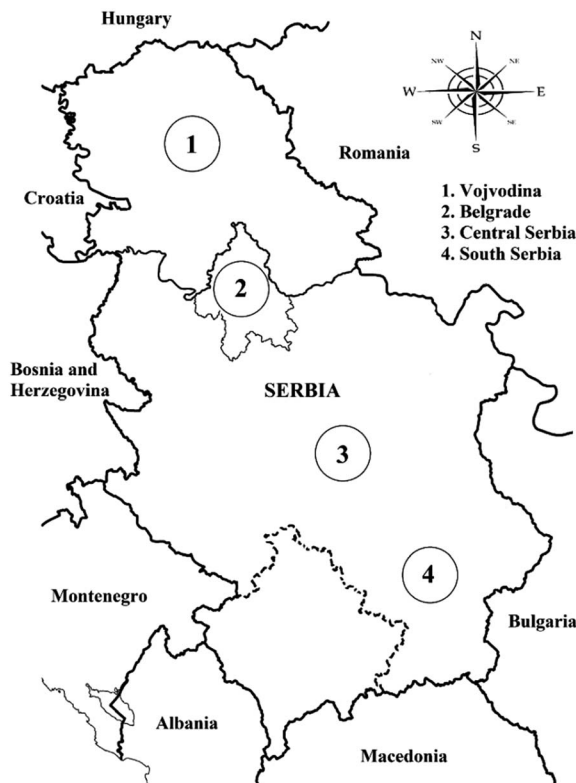 Hungary
N
NW
NE
W
E
SW
SE
S
1
Romania
Croatia
1. Vojvodina
2. Belgrade
3. Central Serbia
4. South Serbia
2
Bosnia and
Herzegovina
SERBIA
3
4
Montenegro
Bulgaria
Albania
Macedonia